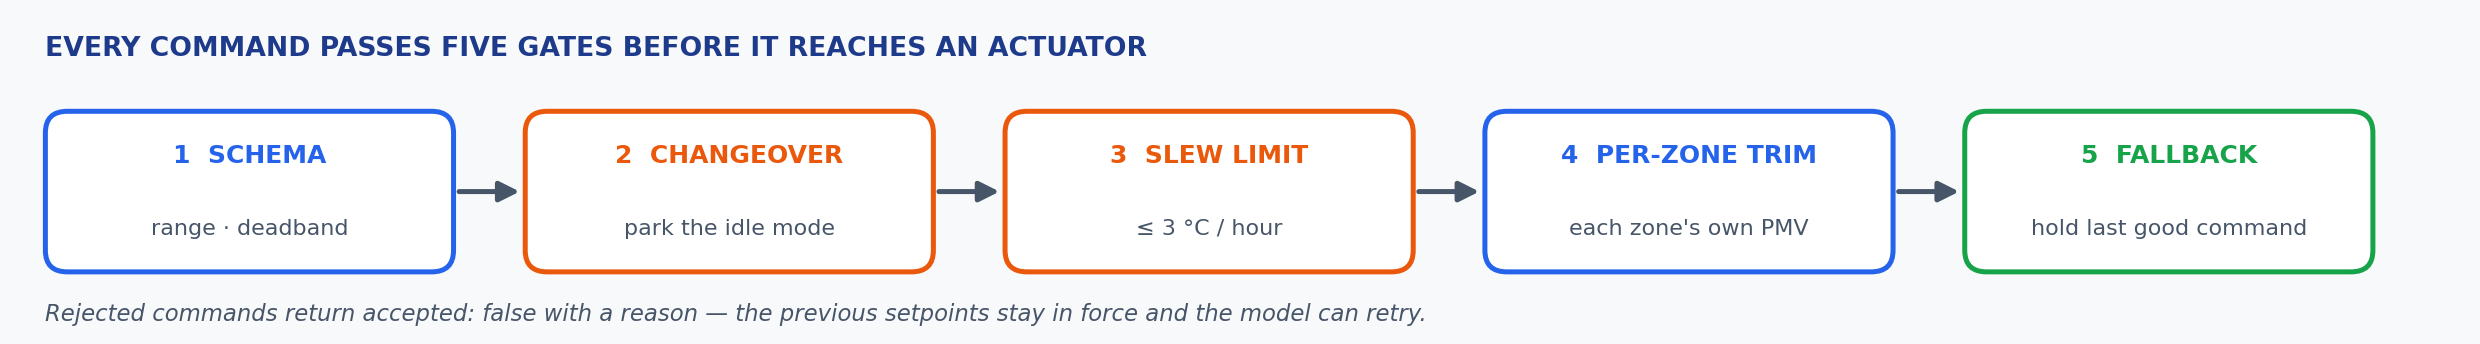 EVERY COMMAND PASSES FIVE GATES BEFORE IT REACHES AN ACTUATOR
1 SCHEMA
range · deadband
2 CHANGEOVER
park the idle mode
3 SLEW LIMIT
≤ 3 °C / hour
4 PER-ZONE TRIM
each zone's own PMV
5 FALLBACK
hold last good command
Rejected commands return accepted: false with a reason — the previous setpoints stay in force and the model can retry.